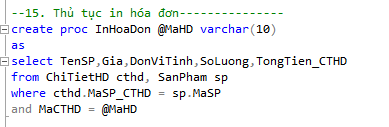 --15. Thủ tục in hóa đơn---------------
create proc InHoaDon @MaHD varchar(10)
as
select TenSP,Gia,DonViTinh,SoLuong,TongTien_CTHD
from ChiTietHD cthd, SanPham sp
where cthd.MaSP_CTHD = sp.MaSP
and MaCTHD = @MaHD